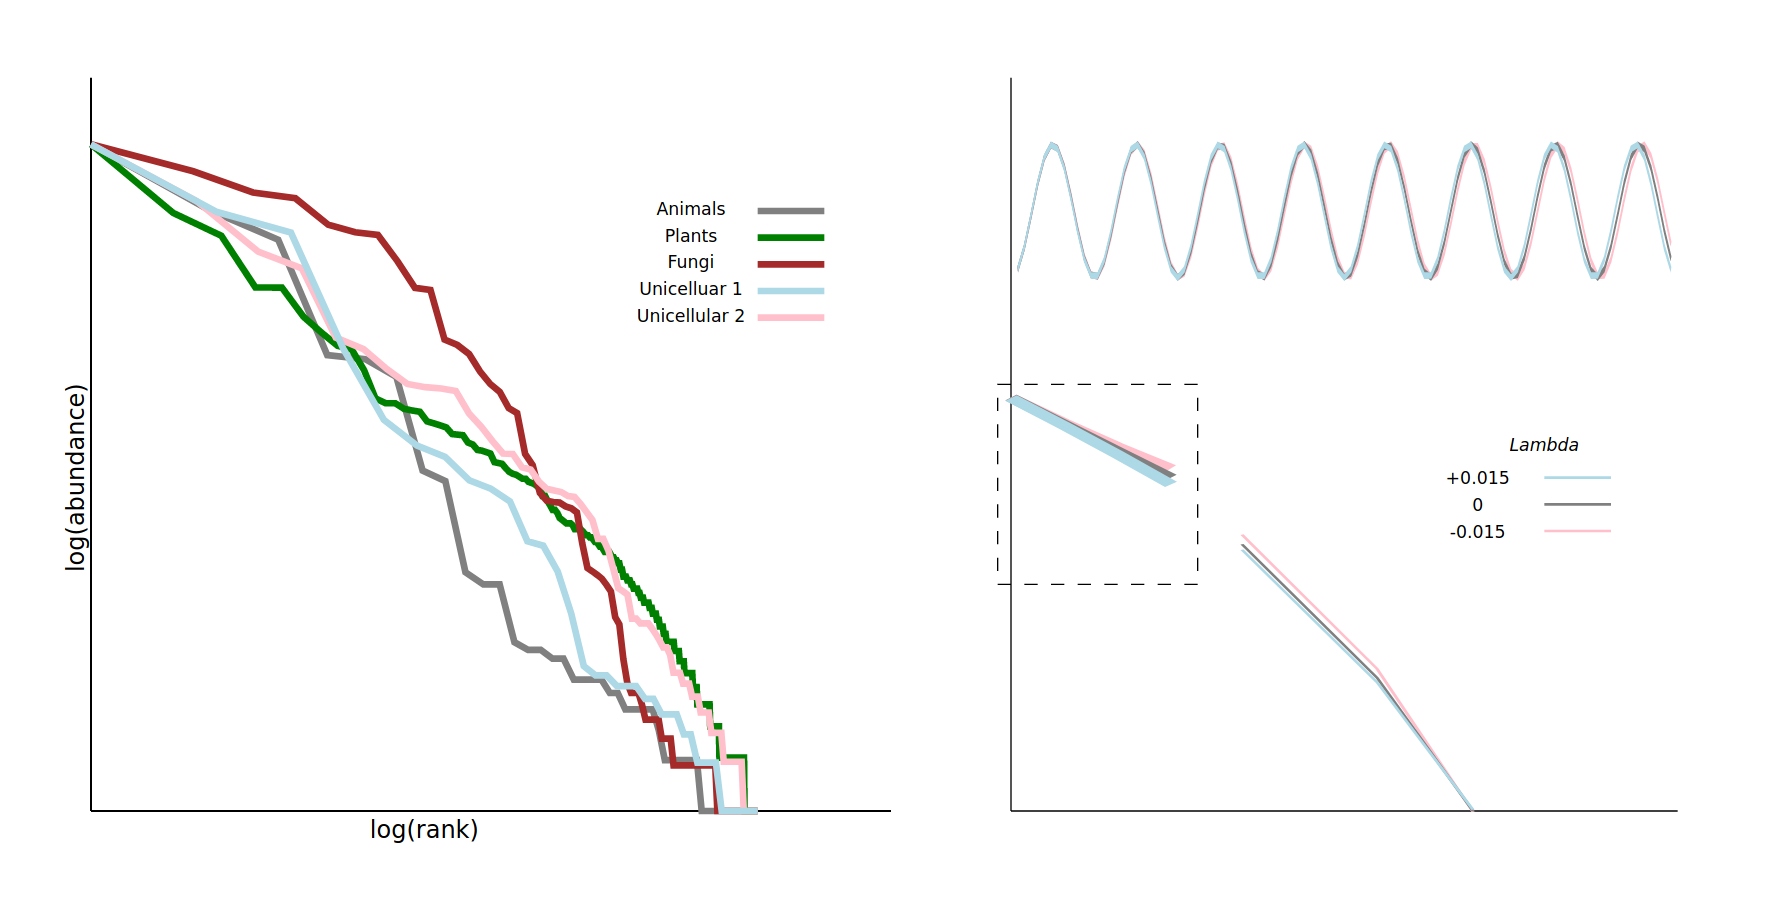 Animals
Plants
Fungi
Unicelluar 1
Unicellular 2
log(abundance)
log(rank)
Lambda
+0.015
0
-0.015